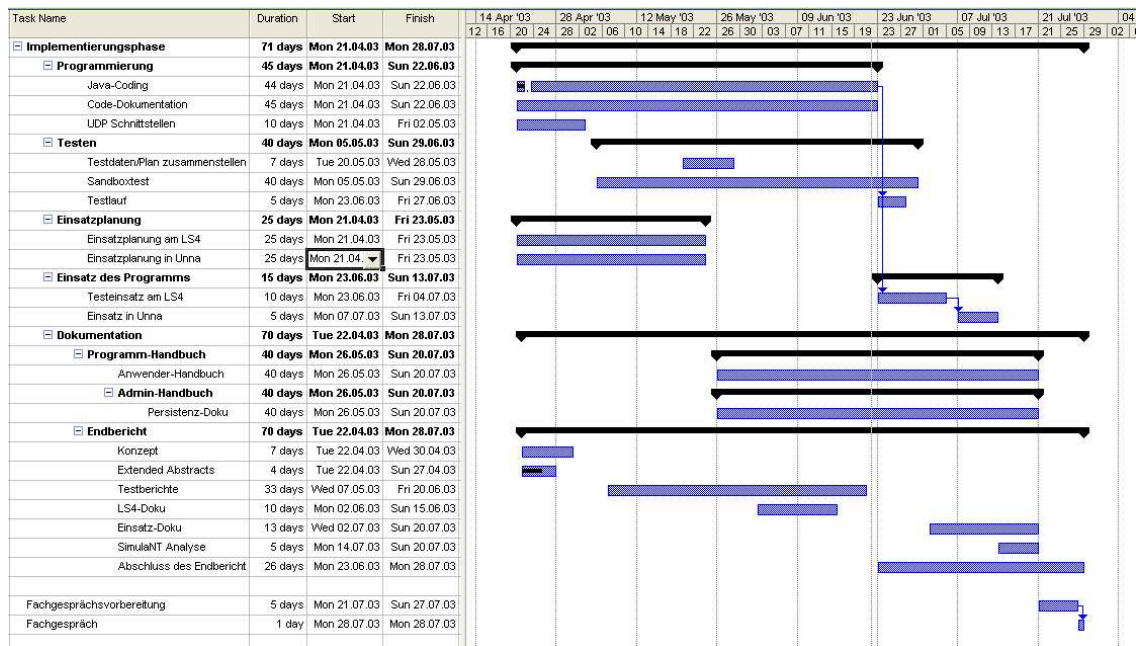 Task Name Duration Start Finish 14 Apr '03 28 Apr '03 12 May '03 26 May '03 09 Jun '03 23 Jun '03 07 Jul '03 21 Jul '03 04
12 16 20 24 28 02 06 10 14 18 22 26 30 03 07 11 15 19 23 27 01 05 09 13 17 21 25 29 02
Implementierungsphase 71 days Mon 21.04.03 Mon 28.07.03
Programmierung 45 days Mon 21.04.03 Sun 22.06.03
Java-Coding 44 days Mon 21.04.03 Sun 22.06.03
Code-Dokumentation 45 days Mon 21.04.03 Sun 22.06.03
UDP Schnittstellen 10 days Mon 21.04.03 Fri 02.05.03
Testen 40 days Mon 05.05.03 Sun 29.06.03
Testdaten/Plan zusammenstellen 7 days Tue 20.05.03 Wed 28.05.03
Sandboxtest 40 days Mon 05.05.03 Sun 29.06.03
Testlauf 5 days Mon 23.06.03 Fri 27.06.03
Einsatzplanung 25 days Mon 21.04.03 Fri 23.05.03
Einsatzplanung am LS4 25 days Mon 21.04.03 Fri 23.05.03
Einsatzplanung in Unna 25 days Mon 21.04. Fri 23.05.03
Einsatz des Programms 15 days Mon 23.06.03 Sun 13.07.03
Testeinsatz am LS4 10 days Mon 23.06.03 Fri 04.07.03
Einsatz in Unna 5 days Mon 07.07.03 Sun 13.07.03
Dokumentation 70 days Tue 22.04.03 Mon 28.07.03
Programm-Handbuch 40 days Mon 26.05.03 Sun 20.07.03
Anwender-Handbuch 40 days Mon 26.05.03 Sun 20.07.03
Admin-Handbuch 40 days Mon 26.05.03 Sun 20.07.03
Persistenz-Doku 40 days Mon 26.05.03 Sun 20.07.03
Endbericht 70 days Tue 22.04.03 Mon 28.07.03
Konzept 7 days Tue 22.04.03 Wed 30.04.03
Extended Abstracts 4 days Tue 22.04.03 Sun 27.04.03
Testberichte 33 days Wed 07.05.03 Fri 20.06.03
LS4-Doku 10 days Mon 02.06.03 Sun 15.06.03
Einsatz-Doku 13 days Wed 02.07.03 Sun 20.07.03
SimulaNT Analyse 5 days Mon 14.07.03 Sun 20.07.03
Abschluss des Endbericht 26 days Mon 23.06.03 Mon 28.07.03
Fachgesprächsvorbereitung 5 days Mon 21.07.03 Sun 27.07.03
Fachgespräch 1 day Mon 28.07.03 Mon 28.07.03